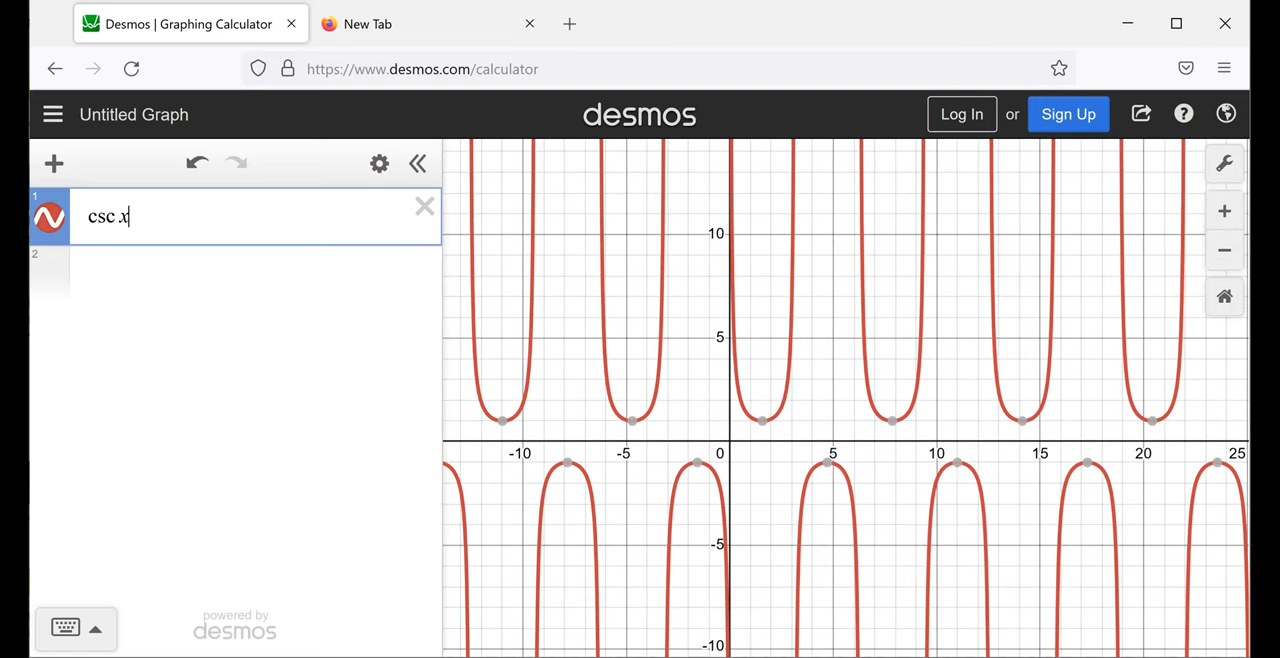 Desmos | Graphing Calculator
New Tab
https://www.desmos.com/calculator
Untitled Graph
desmos
Log In or Sign Up
1
csc x
2
10
5
-10 -5 0 5 10 15 20 25
-5
-10
powered by
desmos